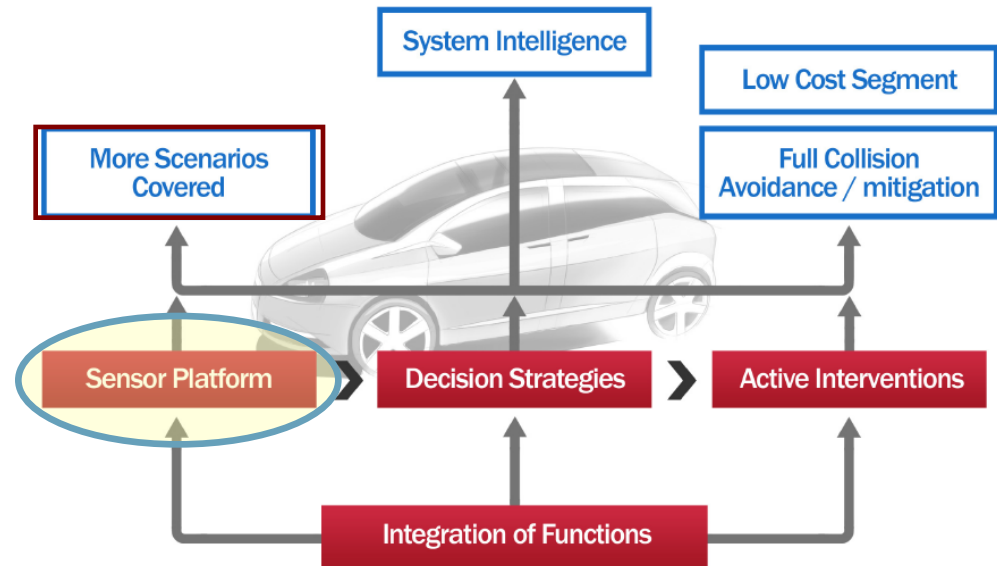 System Intelligence
Low Cost Segment
More Scenarios
Covered
Full Collision
Avoidance / mitigation
Sensor Platform
Decision Strategies
Active Interventions
Integration of Functions